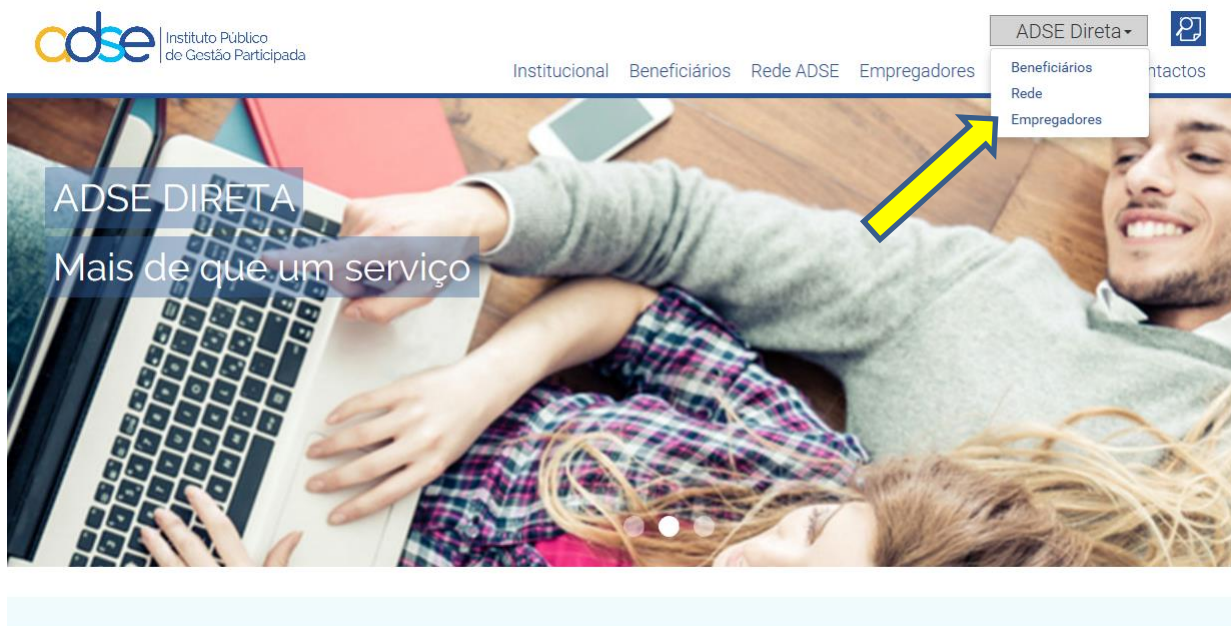 adse
Instituto Público
de Gestão Participada
ADSE Direta
Institucional Beneficiários Rede ADSE Empregadores ntactos
Beneficiários
Rede
Empregadores
ADSE DIRETA
Mais de que um serviço